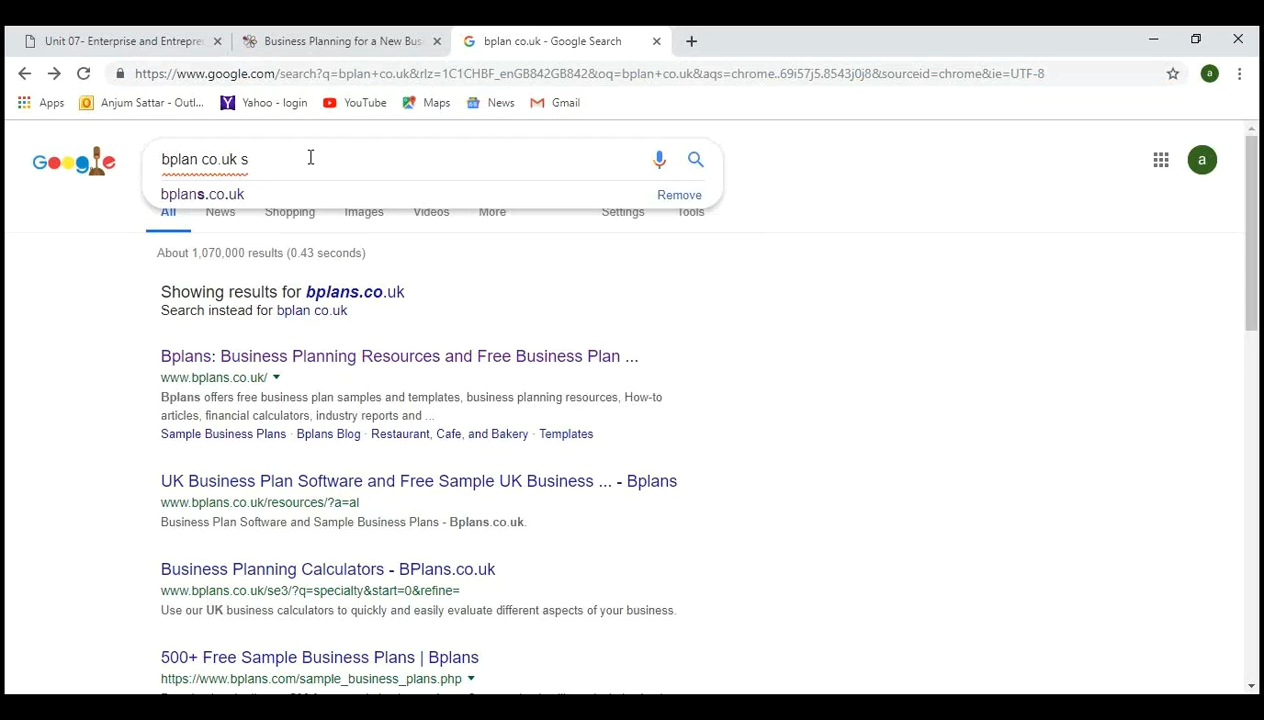 Unit 07- Enterprise and Entrepre
Business Planning for a New Busi
bplan co.uk - Google Search
https://www.google.com/search?q=bplan+co.uk&rlz=1C1CHBF_enGB842GB842&oq=bplan+co.uk&aqs=chrome..69i57j5.8543j0j8&sourceid=chrome&ie=UTF-8
a
Apps
Anjum Sattar - Outl...
Yahoo - login
YouTube
Maps
News
Gmail
Google
bplan co.uk s
a
bplans.co.uk
Remove
All News Shopping Images Videos More Settings Tools
About 1,070,000 results (0.43 seconds)
Showing results for bplans.co.uk
Search instead for bplan co.uk
Bplans: Business Planning Resources and Free Business Plan ...
www.bplans.co.uk/
Bplans offers free business plan samples and templates, business planning resources, How-to
articles, financial calculators, industry reports and ...
Sample Business Plans · Bplans Blog · Restaurant, Cafe, and Bakery · Templates
UK Business Plan Software and Free Sample UK Business ... - Bplans
www.bplans.co.uk/resources/?a=al
Business Plan Software and Sample Business Plans - Bplans.co.uk.
Business Planning Calculators - BPlans.co.uk
www.bplans.co.uk/se3/?q=specialty&start=0&refine=
Use our UK business calculators to quickly and easily evaluate different aspects of your business.
500+ Free Sample Business Plans | Bplans
https://www.bplans.com/sample_business_plans.php